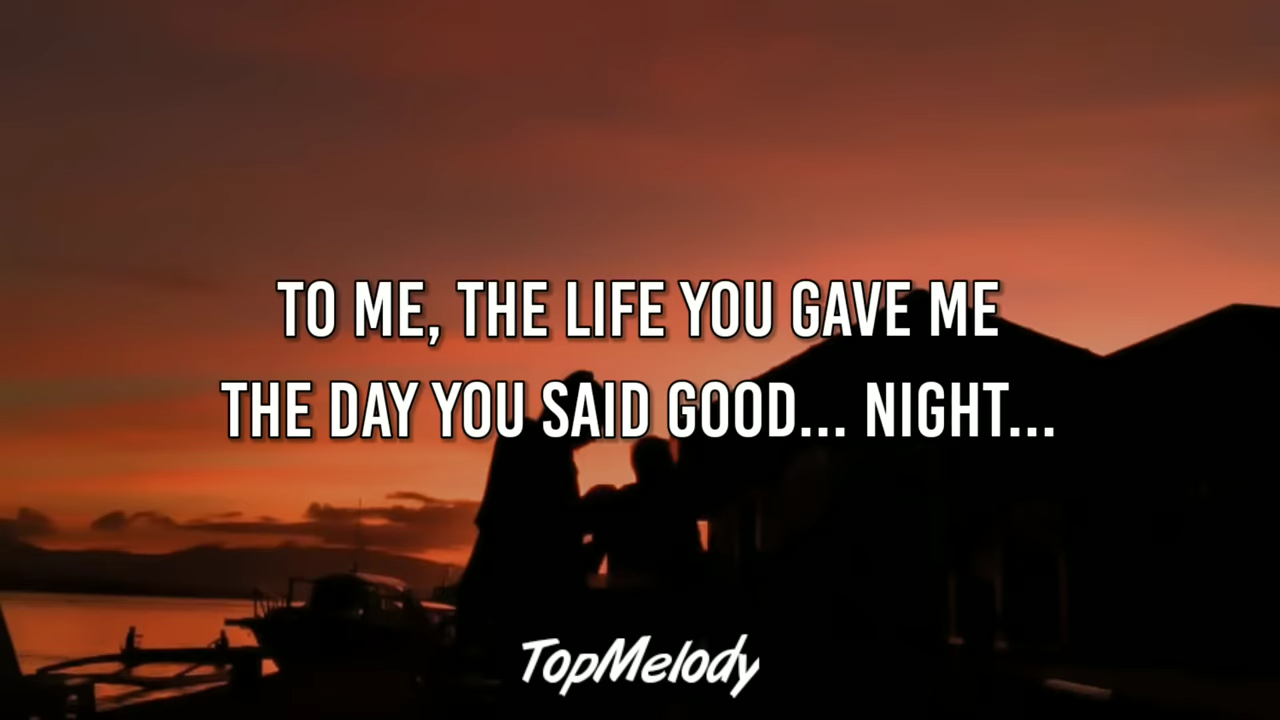 TO ME, THE LIFE YOU GAVE ME
THE DAY YOU SAID GOOD... NIGHT...
TopMelody